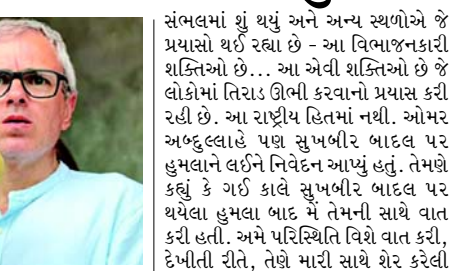 સંભલમાં શું થયું અને અન્ય સ્થળોએ જે
પ્રયાસો થઈ રહ્યા છે - આ વિભાજનકારી
શક્તિઓ છે... આ એવી શક્તિઓ છે જે
લોકોમાં તિરાડ ઊભી કરવાનો પ્રયાસ કરી
રહી છે. આ રાષ્ટ્રીય હિતમાં નથી. ઓમર
અબ્દુલ્લાહે પણ સુખબીર બાદલ પર
હુમલાને લઈને નિવેદન આપ્યું હતું. તેમણે
કહ્યું કે ગઈ કાલે સુખબીર બાદલ પર
થયેલા હુમલા બાદ મેં તેમની સાથે વાત
કરી હતી. અમે પરિસ્થિતિ વિશે વાત કરી,
દેખીતી રીતે, તેણે મારી સાથે શેર કરેલી